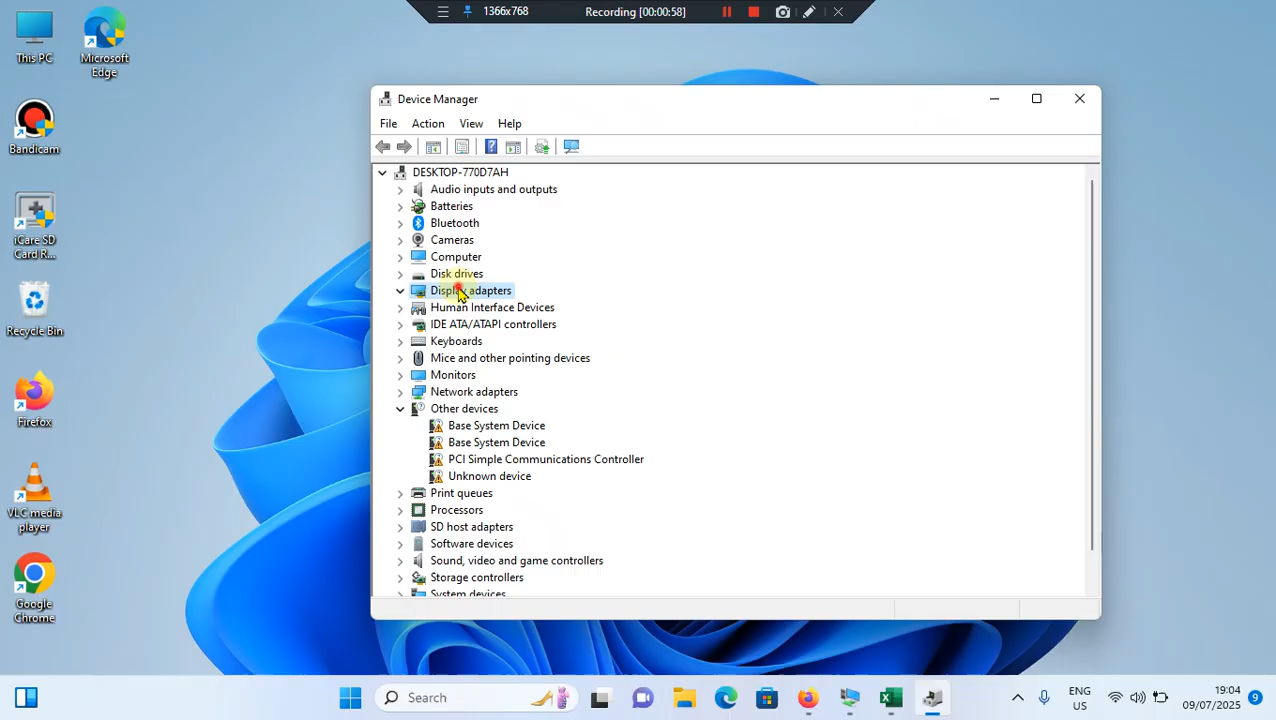 1366x768
Recording [00:00:58]
This PC
Microsoft
Edge
Bandicam
iCare SD
Card R...
Recycle Bin
Firefox
VLC media
player
Google
Chrome
Device Manager
File Action View Help
DESKTOP-770D7AH
Audio inputs and outputs
Batteries
Bluetooth
Cameras
Computer
Disk drives
Display adapters
Human Interface Devices
IDE ATA/ATAPI controllers
Keyboards
Mice and other pointing devices
Monitors
Network adapters
Other devices
Base System Device
Base System Device
PCI Simple Communications Controller
Unknown device
Print queues
Processors
SD host adapters
Software devices
Sound, video and game controllers
Storage controllers
System devices
Search
ENG
US
19:04
09/07/2025
9